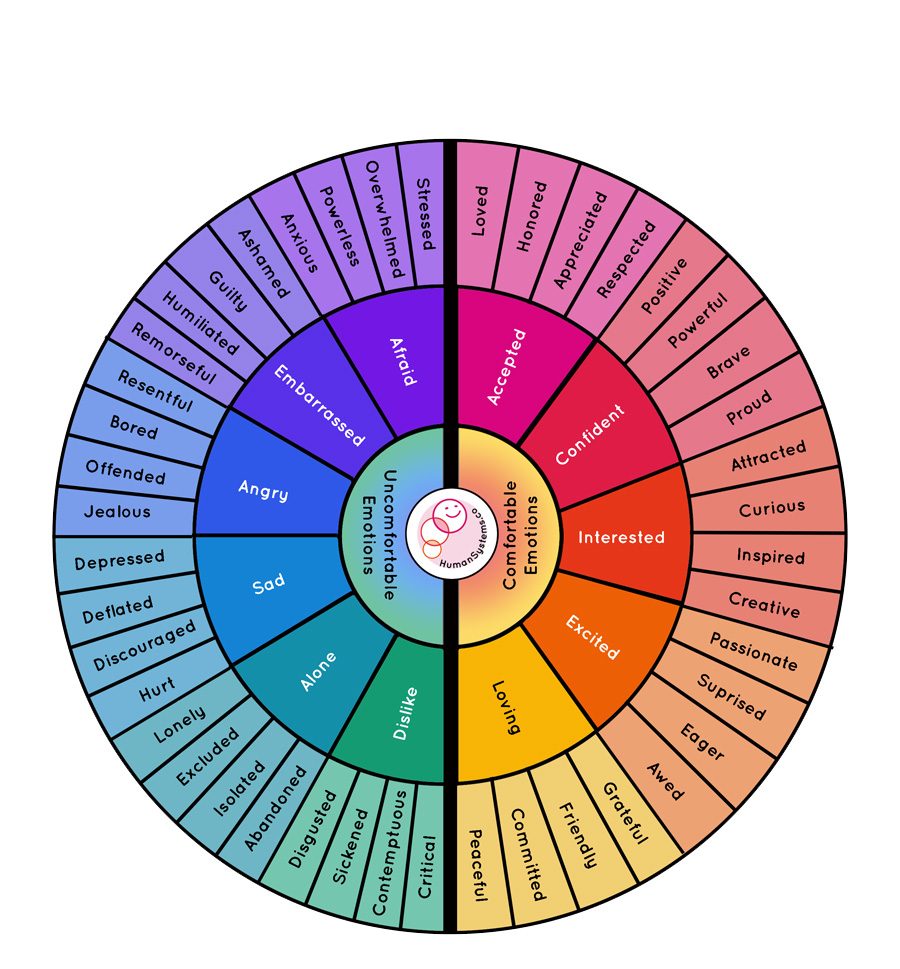 Uncomfortable
Emotions
Comfortable
Emotions
HumanSystems.co
Accepted
Loved
Honored
Appreciated
Respected
Confident
Positive
Powerful
Brave
Proud
Interested
Attracted
Curious
Inspired
Creative
Excited
Passionate
Suprised
Eager
Awed
Loving
Grateful
Friendly
Committed
Peaceful
Dislike
Critical
Contemptuous
Sickened
Disgusted
Alone
Abandoned
Isolated
Excluded
Lonely
Sad
Hurt
Discouraged
Deflated
Depressed
Angry
Jealous
Offended
Bored
Resentful
Embarrassed
Remorseful
Humiliated
Guilty
Ashamed
Afraid
Anxious
Powerless
Overwhelmed
Stressed